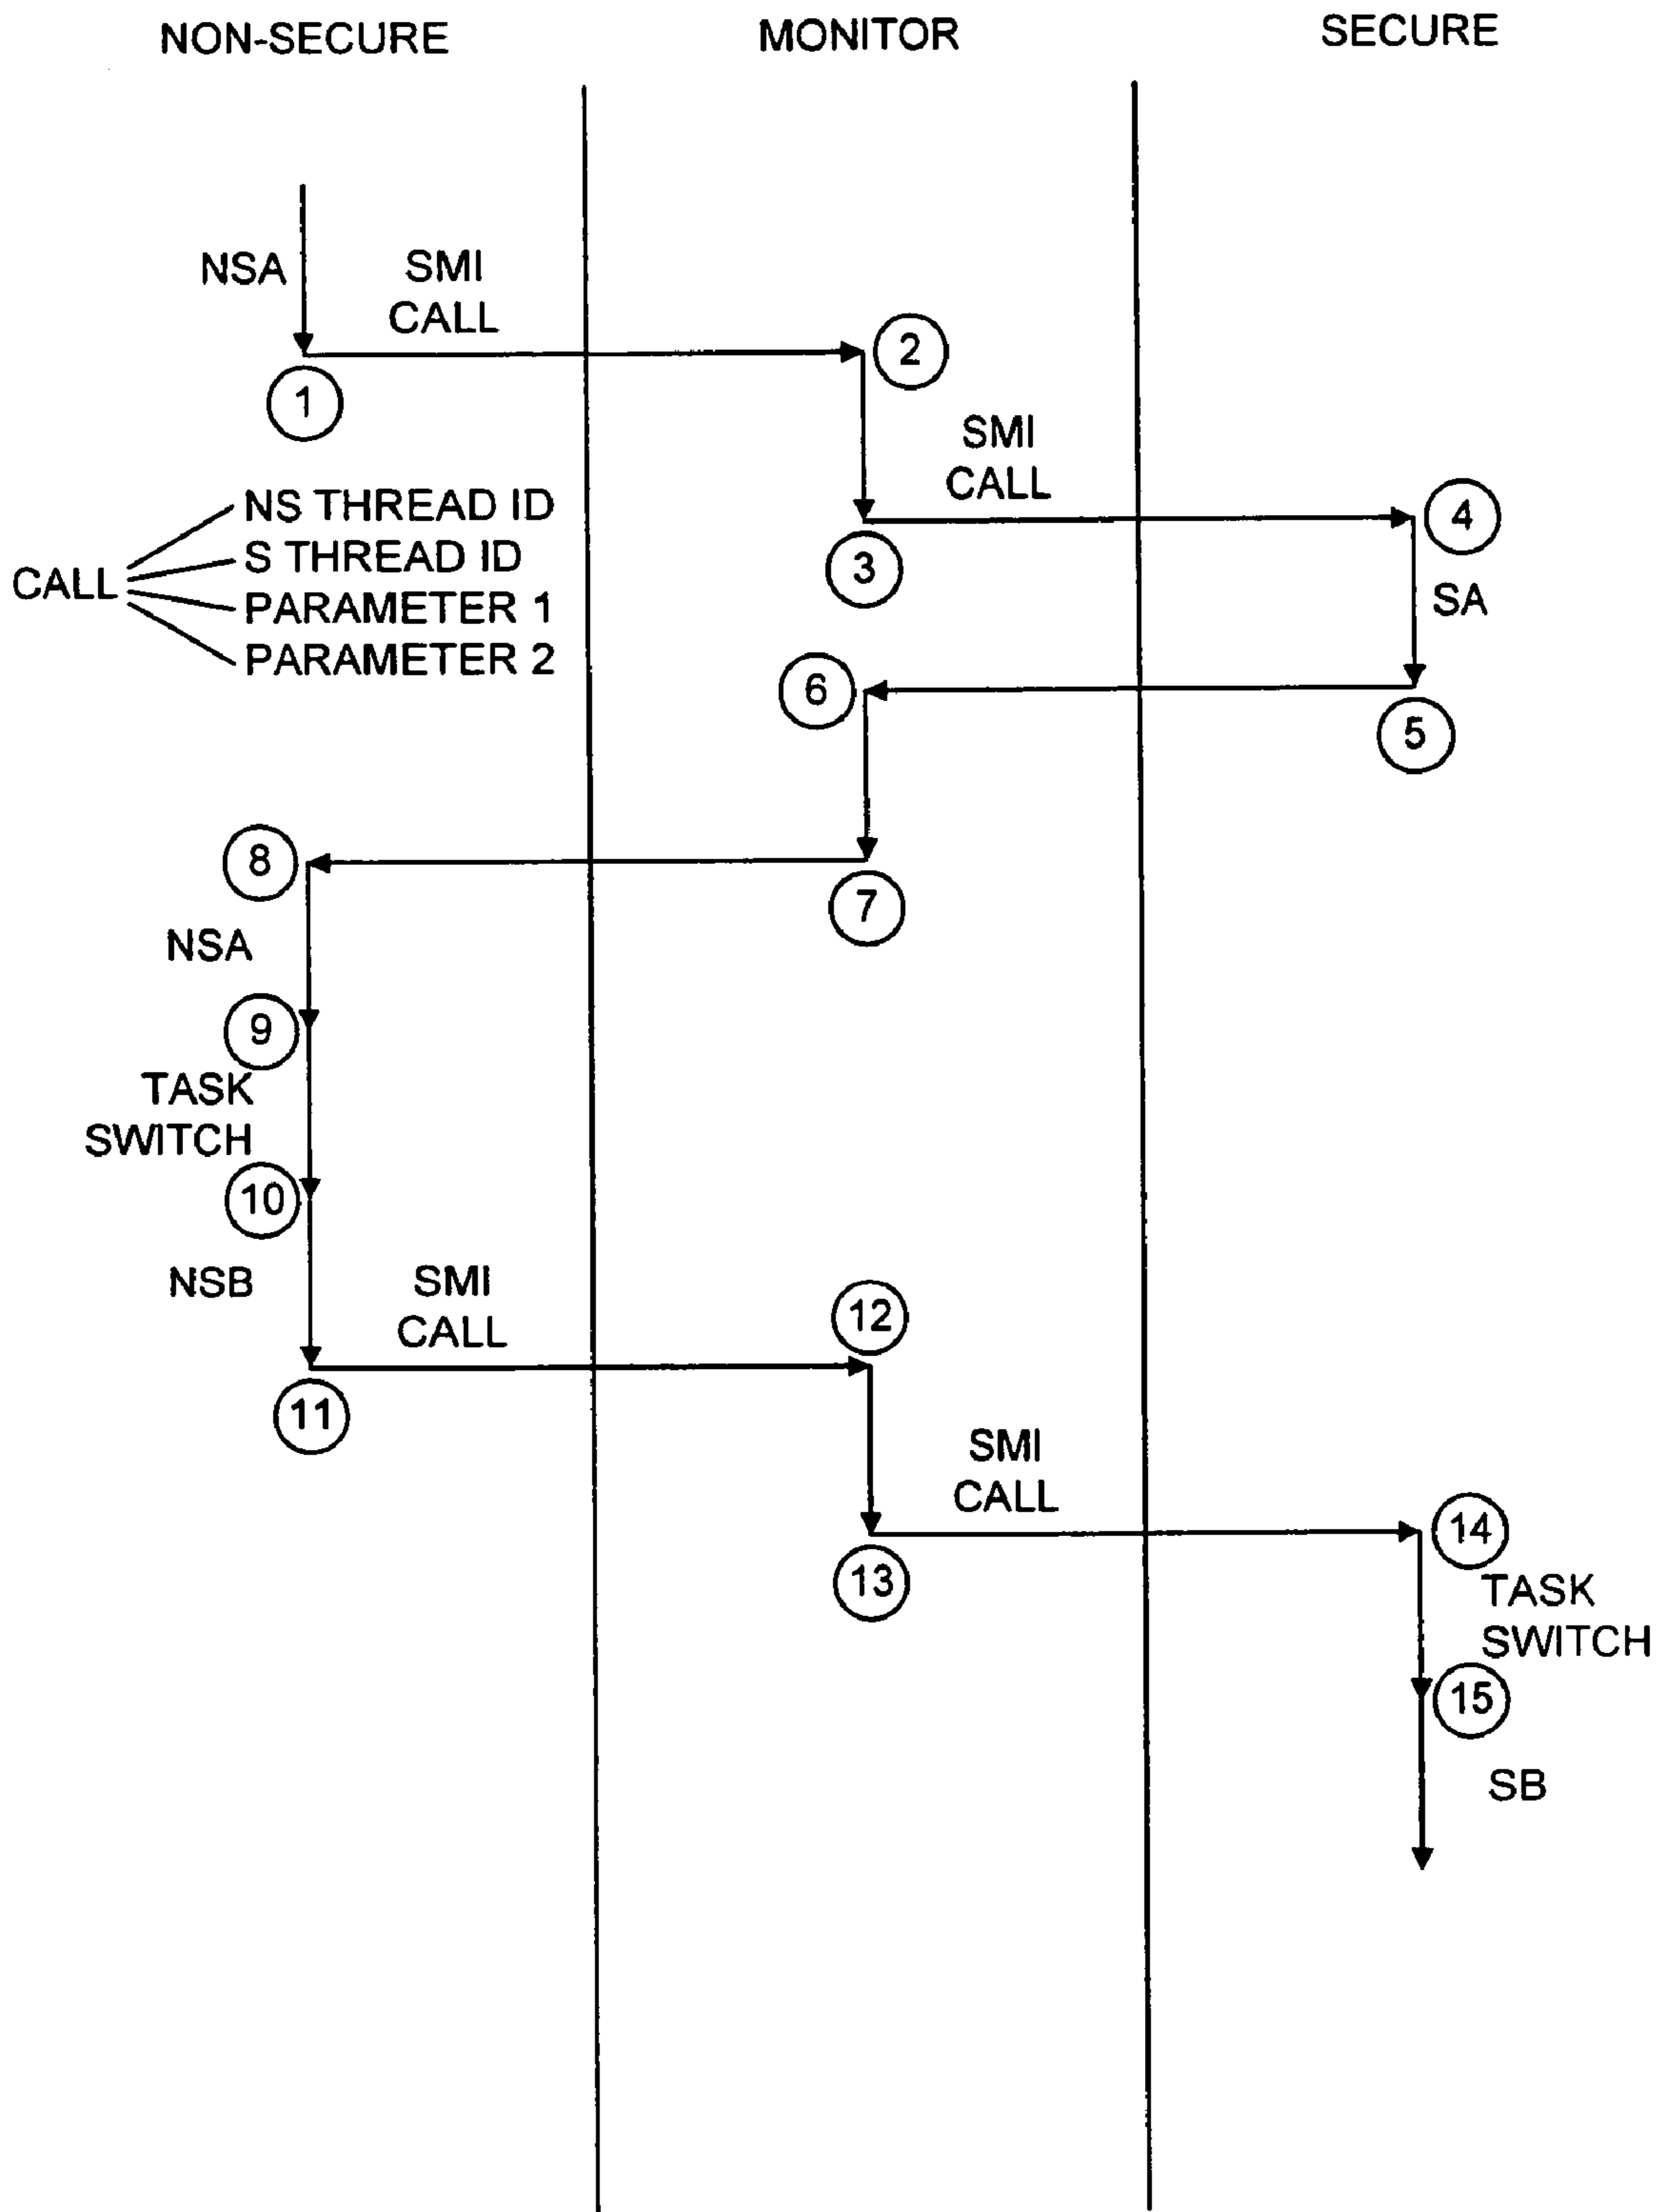 NON-SECURE
MONITOR
SECURE
NSA
SMI
CALL
2
1
SMI
CALL
4
3
CALL
NS THREAD ID
S THREAD ID
PARAMETER 1
PARAMETER 2
SA
6
5
8
7
NSA
9
TASK
SWITCH
10
NSB
SMI
CALL
12
11
SMI
CALL
14
13
TASK
SWITCH
15
SB